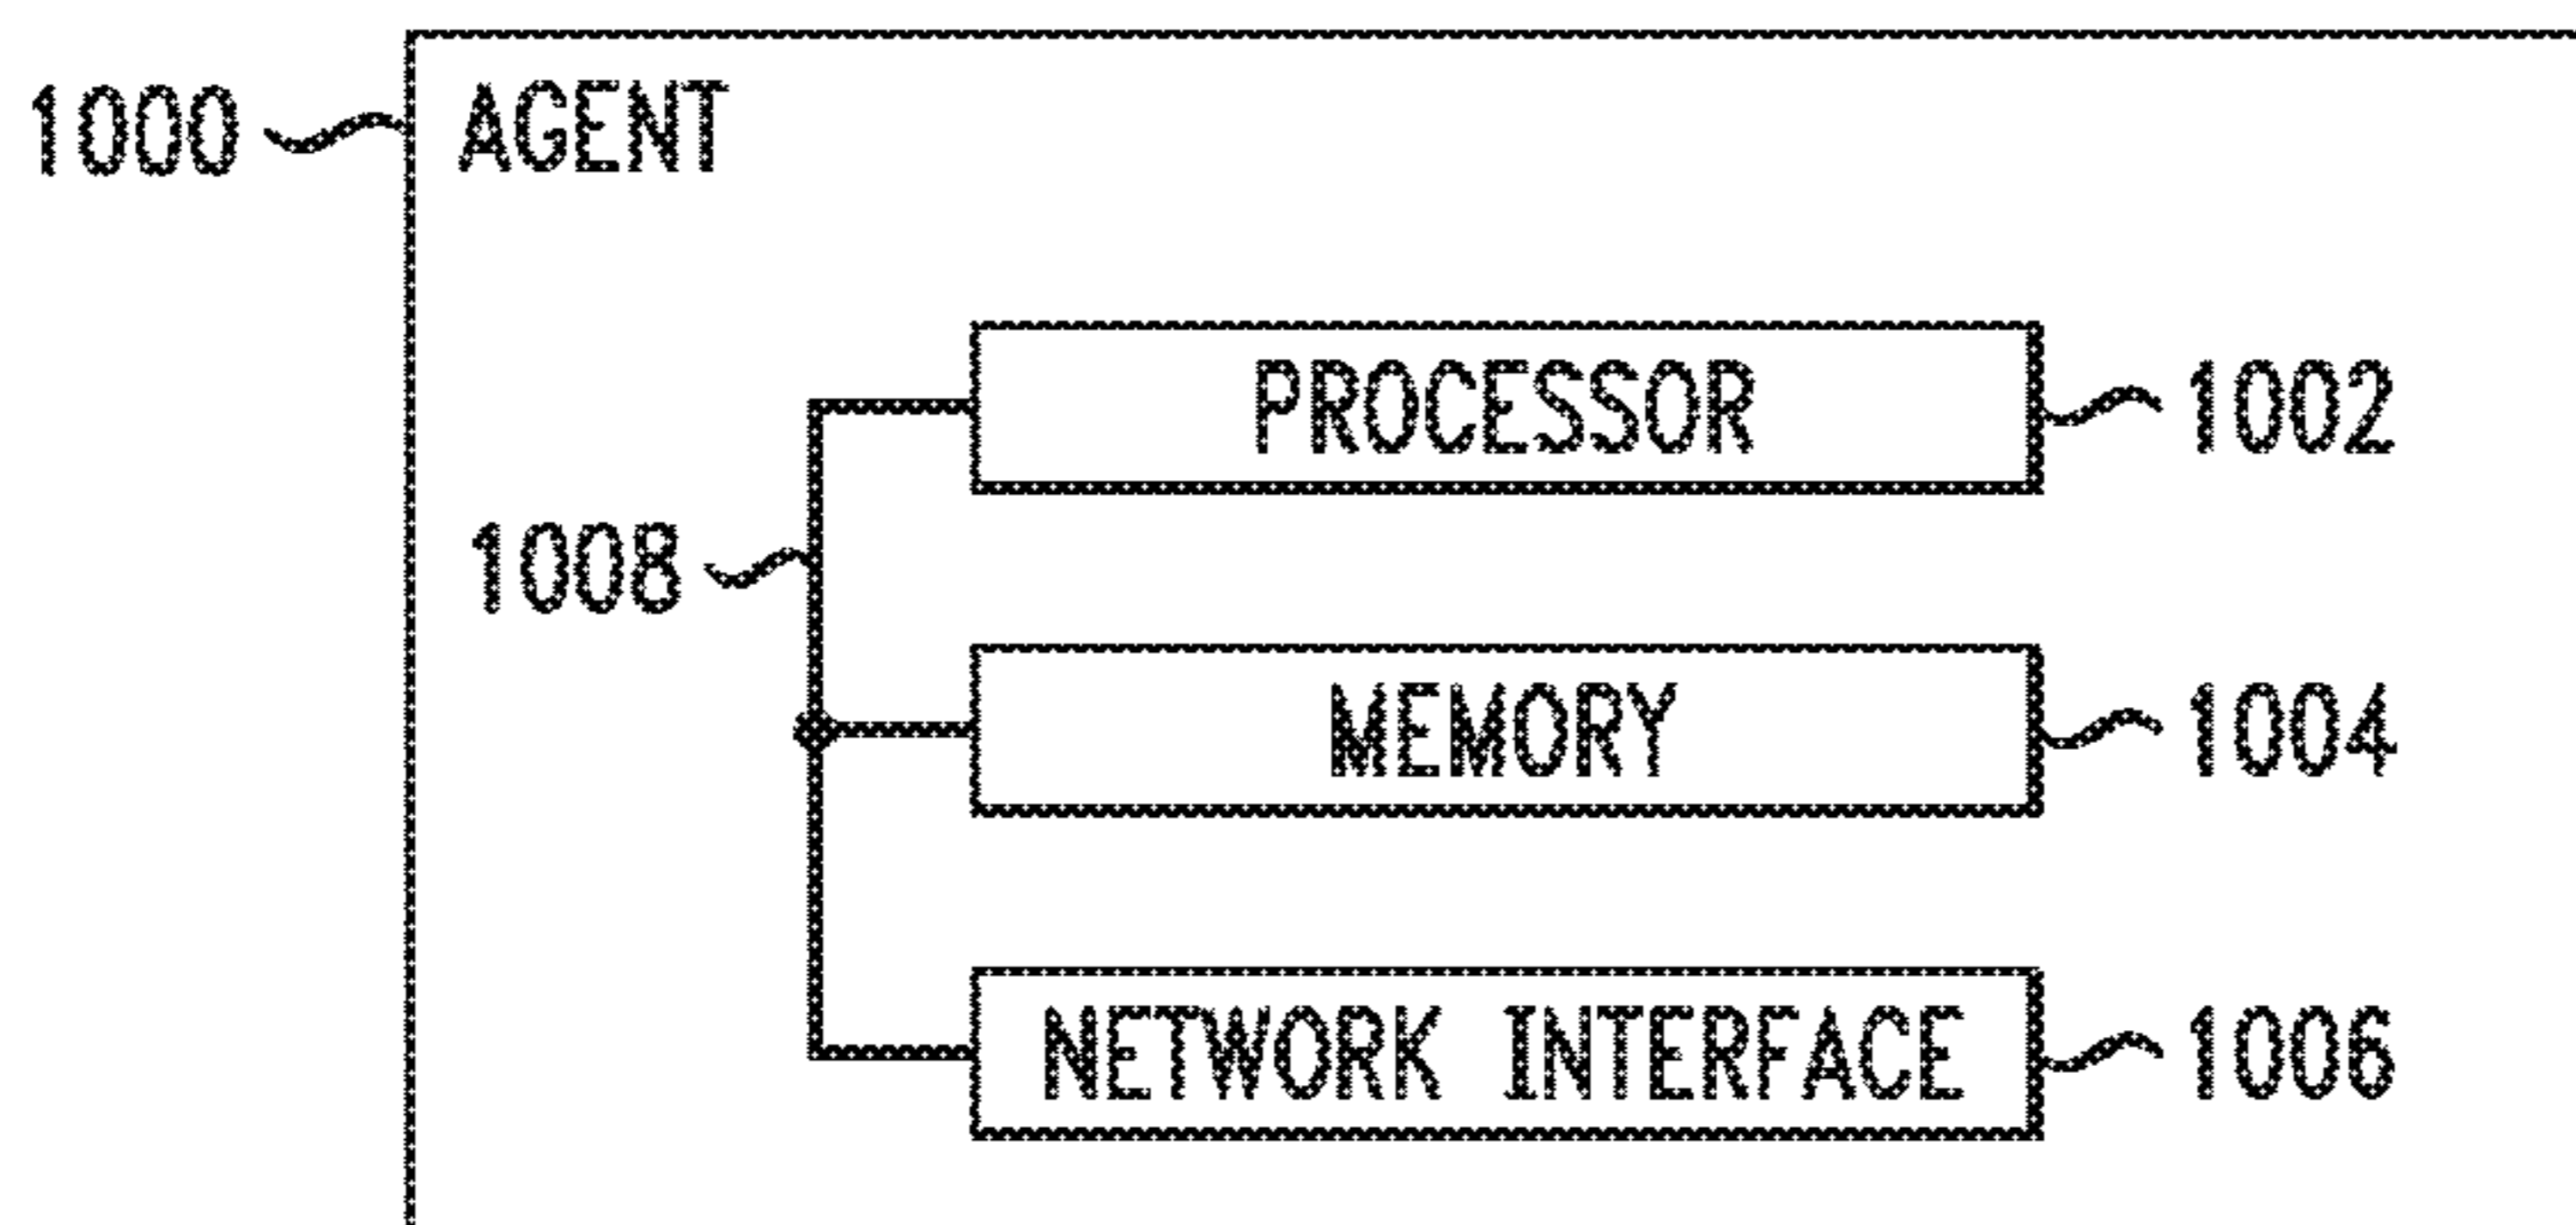 1000 AGENT
PROCESSOR 1002
1008
MEMORY 1004
NETWORK INTERFACE 1006